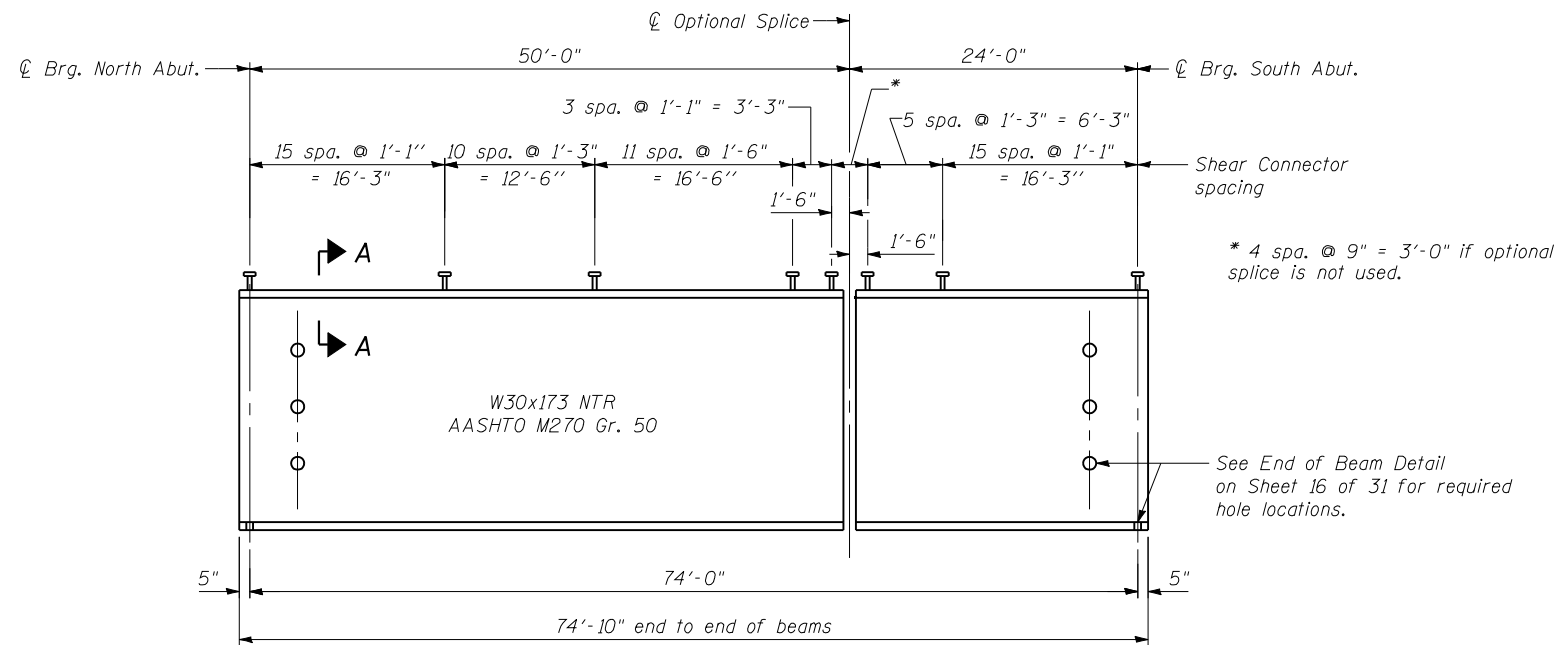 ℄ Optional Splice
℄ Brg. North Abut.
50'-0"
24'-0"
℄ Brg. South Abut.
*
3 spa. @ 1'-1" = 3'-3"
5 spa. @ 1'-3" = 6'-3"
15 spa. @ 1'-1''
= 16'-3"
10 spa. @ 1'-3"
= 12'-6''
11 spa. @ 1'-6"
= 16'-6''
15 spa. @ 1'-1"
= 16'-3''
Shear Connector
spacing
1'-6"
1'-6"
* 4 spa. @ 9" = 3'-0" if optional
splice is not used.
A
A
W30x173 NTR
AASHTO M270 Gr. 50
See End of Beam Detail
on Sheet 16 of 31 for required
hole locations.
5"
74'-0"
5"
74'-10" end to end of beams